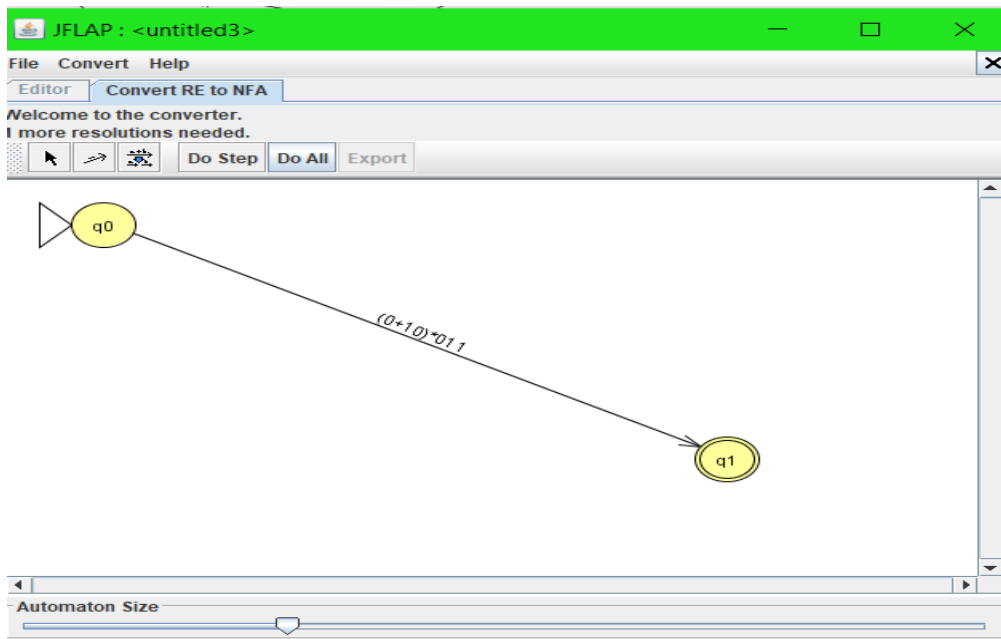 JFLAP : <untitled3>
File Convert Help
Editor Convert RE to NFA
Welcome to the converter.
1 more resolutions needed.
Do Step Do All Export
q0
(0+10)*011
q1
Automaton Size